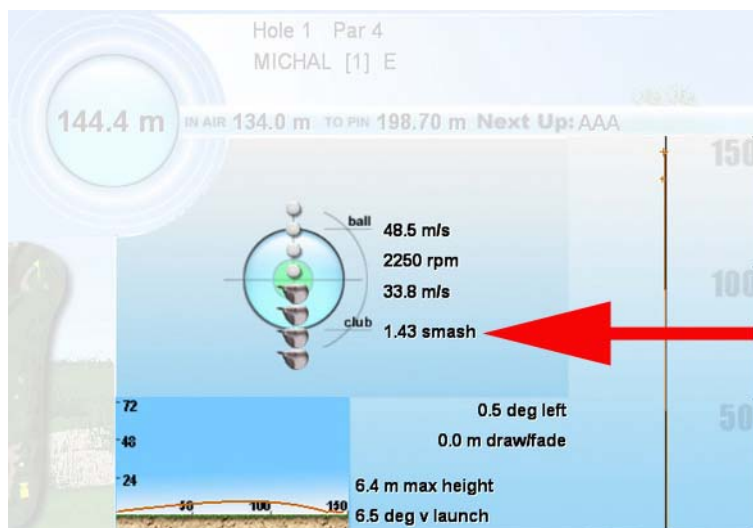 Hole 1 Par 4
MICHAL [1] E
144.4 m IN AIR 134.0 m TO PIN 198.70 m Next Up: AAA
150
ball
48.5 m/s
2250 rpm
33.8 m/s
100
club
1.43 smash
72
0.5 deg left
50
48
0.0 m draw/fade
24
6.4 m max height
50 100 150
6.5 deg v launch